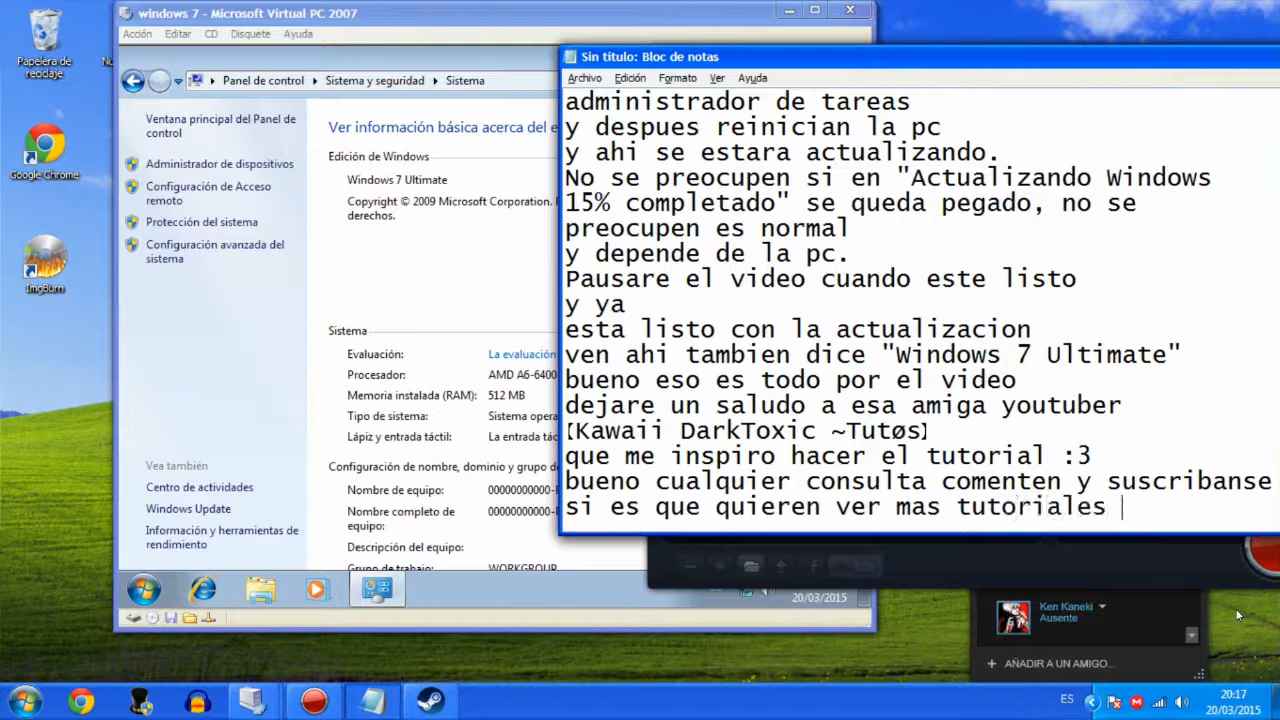 Papelera de
reciclaje
Google Chrome
ImgBurn
windows 7 - Microsoft Virtual PC 2007
Acción Editar CD Disquete Ayuda
Panel de control Sistema y seguridad Sistema
Ventana principal del Panel de
control
Administrador de dispositivos
Configuración de Acceso
remoto
Protección del sistema
Configuración avanzada del
sistema
Vea también
Centro de actividades
Windows Update
Información y herramientas de
rendimiento
Ver información básica acerca del e
Edición de Windows
Windows 7 Ultimate
Copyright © 2009 Microsoft Corporation.
derechos.
Sistema
Evaluación: La evaluación
Procesador: AMD A6-6400
Memoria instalada (RAM): 512 MB
Tipo de sistema: Sistema opera
Lápiz y entrada táctil: La entrada tác
Configuración de nombre, dominio y grupo de
Nombre de equipo: 00000000000-P
Nombre completo de 00000000000-P
equipo:
Descripción del equipo:
Grupo de trabajo: WORKGROUP
20/03/2015
Sin título: Bloc de notas
Archivo Edición Formato Ver Ayuda
administrador de tareas
y despues reinician la pc
y ahi se estara actualizando.
No se preocupen si en "Actualizando Windows
15% completado" se queda pegado, no se
preocupen es normal
y depende de la pc.
Pausare el video cuando este listo
y ya
esta listo con la actualizacion
ven ahi tambien dice "Windows 7 Ultimate"
bueno eso es todo por el video
dejare un saludo a esa amiga youtuber
【Kawaii DarkToxic ~Tutøs】
que me inspiro hacer el tutorial :3
bueno cualquier consulta comenten y suscribanse
si es que quieren ver mas tutoriales
Ken Kaneki
Ausente
+ AÑADIR A UN AMIGO...
ES
20:17
20/03/2015